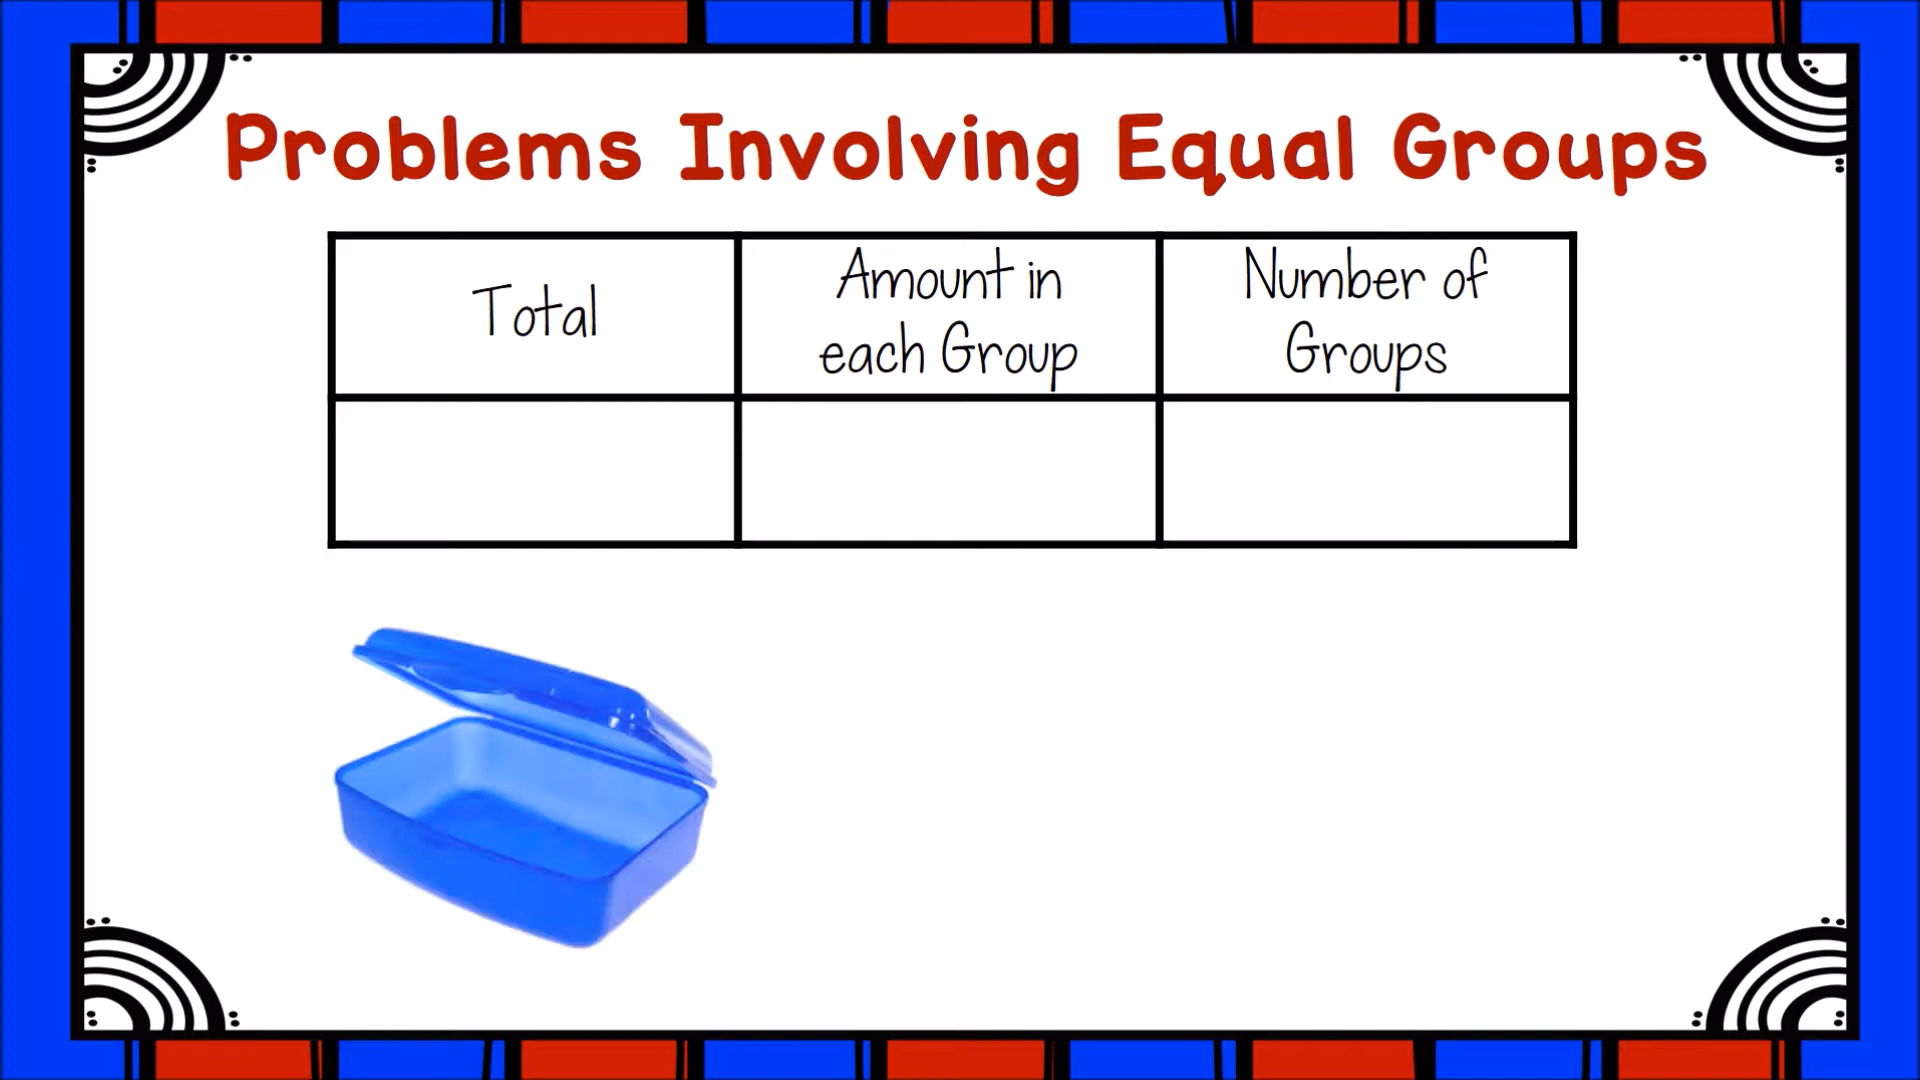 Problems Involving Equal Groups
Total
Amount in
each Group
Number of
Groups